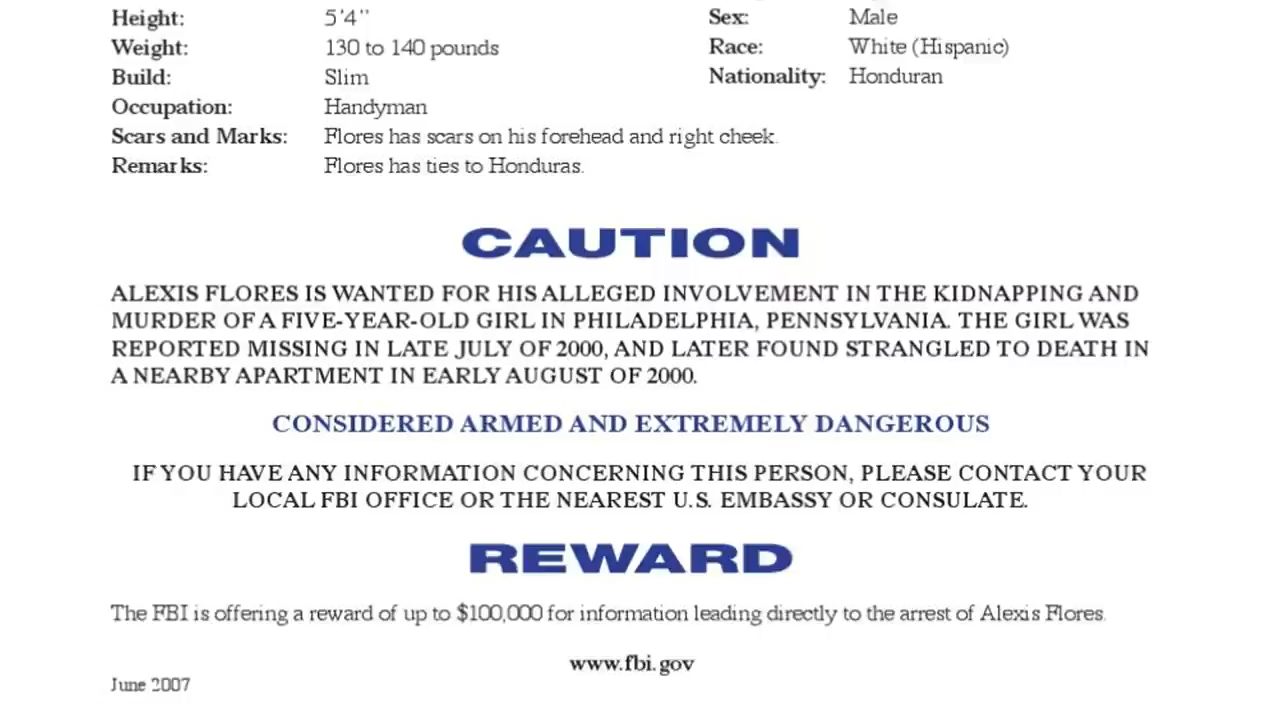 Height: 5'4"
Sex: Male
Weight: 130 to 140 pounds
Race: White (Hispanic)
Build: Slim
Nationality: Honduran
Occupation: Handyman
Scars and Marks: Flores has scars on his forehead and right cheek.
Remarks: Flores has ties to Honduras.
CAUTION
ALEXIS FLORES IS WANTED FOR HIS ALLEGED INVOLVEMENT IN THE KIDNAPPING AND
MURDER OF A FIVE-YEAR-OLD GIRL IN PHILADELPHIA, PENNSYLVANIA. THE GIRL WAS
REPORTED MISSING IN LATE JULY OF 2000, AND LATER FOUND STRANGLED TO DEATH IN
A NEARBY APARTMENT IN EARLY AUGUST OF 2000.
CONSIDERED ARMED AND EXTREMELY DANGEROUS
IF YOU HAVE ANY INFORMATION CONCERNING THIS PERSON, PLEASE CONTACT YOUR
LOCAL FBI OFFICE OR THE NEAREST U.S. EMBASSY OR CONSULATE.
REWARD
The FBI is offering a reward of up to $100,000 for information leading directly to the arrest of Alexis Flores.
www.fbi.gov
June 2007